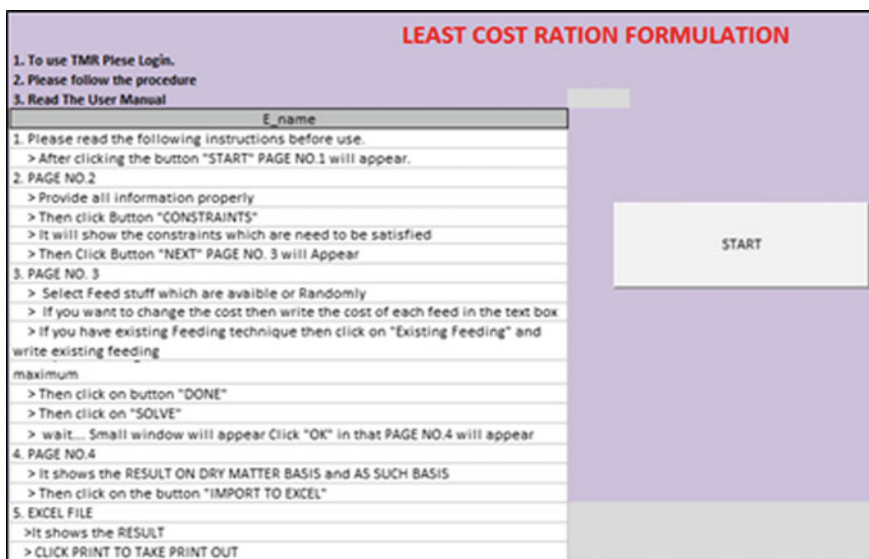 LEAST COST RATION FORMULATION
1. To use TMR Plese Login.
2. Please follow the procedure
3. Read The User Manual
E_name
1. Please read the following instructions before use.
> After clicking the button "START" PAGE NO.1 will appear.
2. PAGE NO.2
> Provide all information properly
> Then click Button "CONSTRAINTS"
> It will show the constraints which are need to be satisfied
> Then Click Button "NEXT" PAGE NO. 3 will Appear
3. PAGE NO. 3
> Select Feed stuff which are avaible or Randomly
> If you want to change the cost then write the cost of each feed in the text box
> If you have existing Feeding technique then click on "Existing Feeding" and
write existing feeding
maximum
> Then click on button "DONE"
> Then click on "SOLVE"
> wait... Small window will appear Click "OK" in that PAGE NO.4 will appear
4. PAGE NO.4
> It shows the RESULT ON DRY MATTER BASIS and AS SUCH BASIS
> Then click on the button "IMPORT TO EXCEL"
5. EXCEL FILE
>It shows the RESULT
> CLICK PRINT TO TAKE PRINT OUT
START